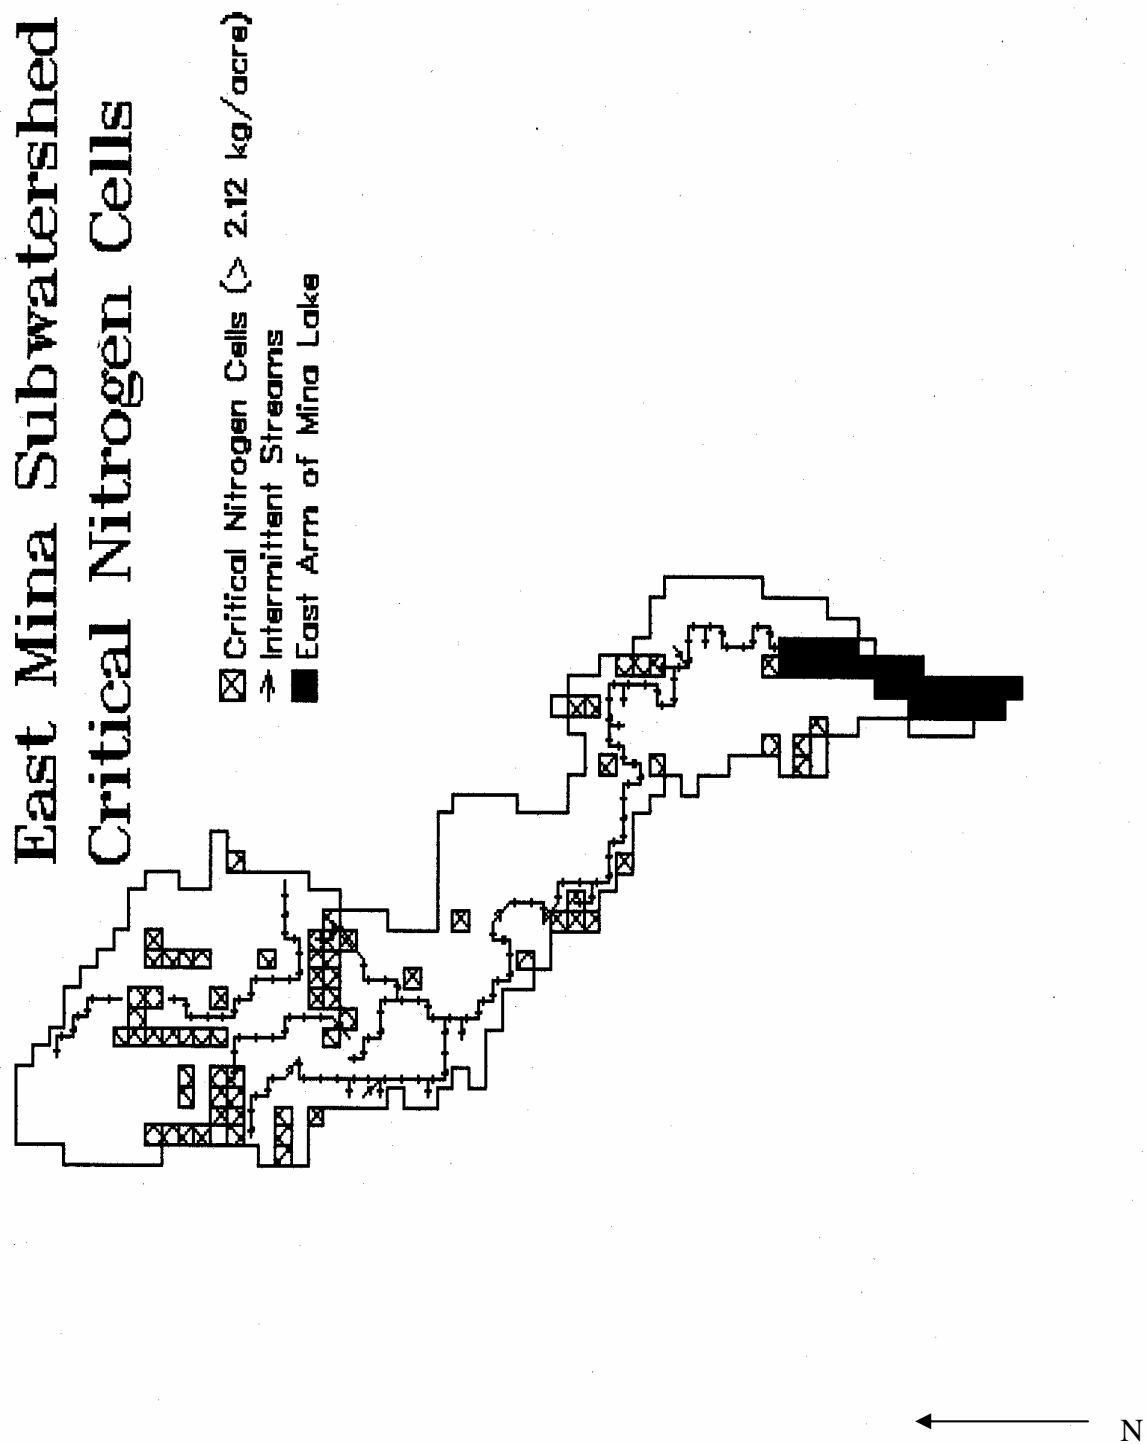 East Mina Subwatershed
Critical Nitrogen Cells
Critical Nitrogen Cells (> 2.12 kg/acre)
Intermittent Streams
East Arm of Mina Lake
N